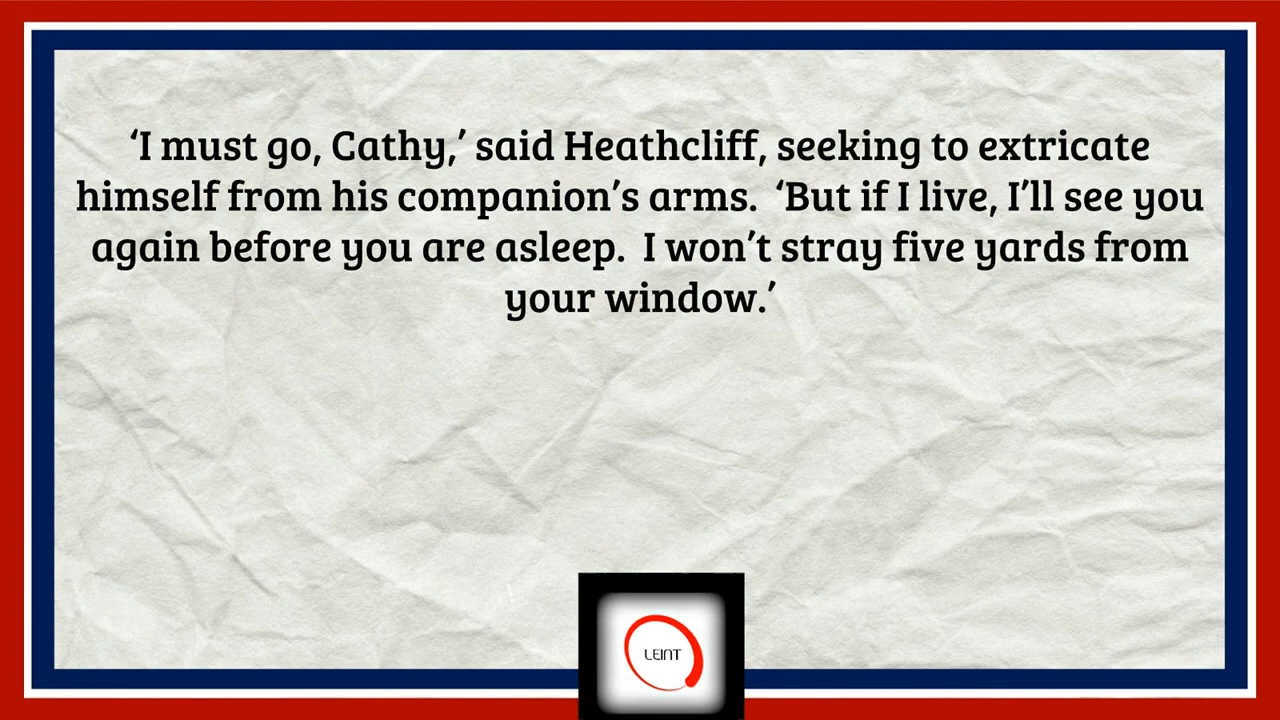 ‘I must go, Cathy,’ said Heathcliff, seeking to extricate
himself from his companion’s arms.  ‘But if I live, I’ll see you
again before you are asleep.  I won’t stray five yards from
your window.’
LEINT